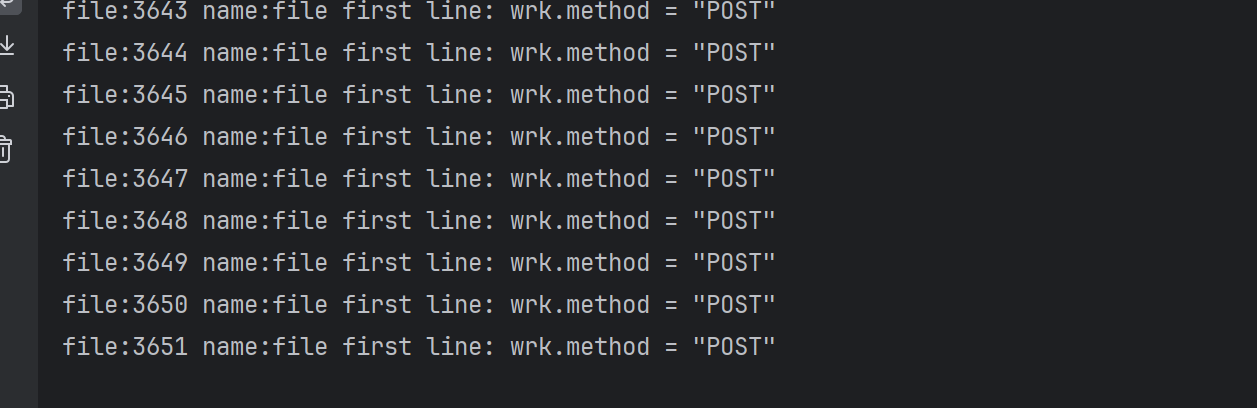 file:3643 name:file first line: wrk.method = "POST"
file:3644 name:file first line: wrk.method = "POST"
file:3645 name:file first line: wrk.method = "POST"
file:3646 name:file first line: wrk.method = "POST"
file:3647 name:file first line: wrk.method = "POST"
file:3648 name:file first line: wrk.method = "POST"
file:3649 name:file first line: wrk.method = "POST"
file:3650 name:file first line: wrk.method = "POST"
file:3651 name:file first line: wrk.method = "POST"